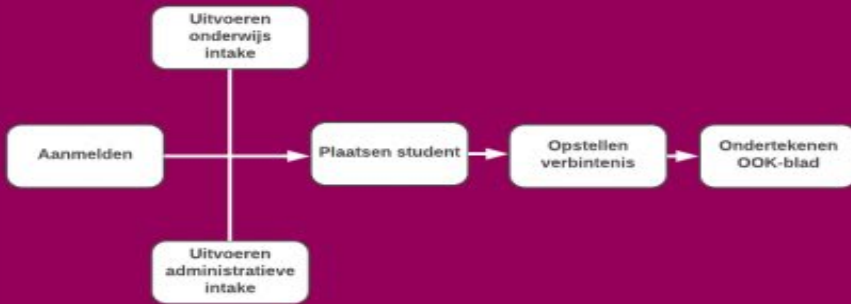 Uitvoeren
onderwijs
intake
Aanmelden
Plaatsen student
Opstellen
verbintenis
Ondertekenen
OOK-blad
Uitvoeren
administratieve
intake